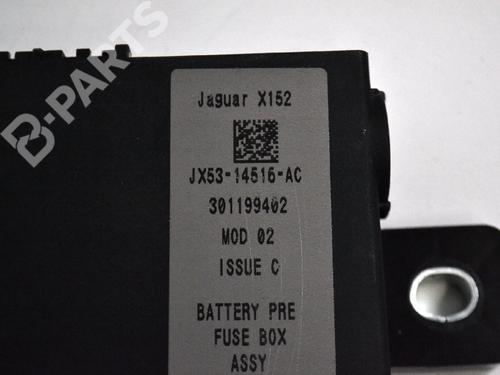 B-PARTS
Jaguar X152
JX53-14516-AC
301199402
MOD 02
ISSUE C
BATTERY PRE
FUSE BOX
ASSY